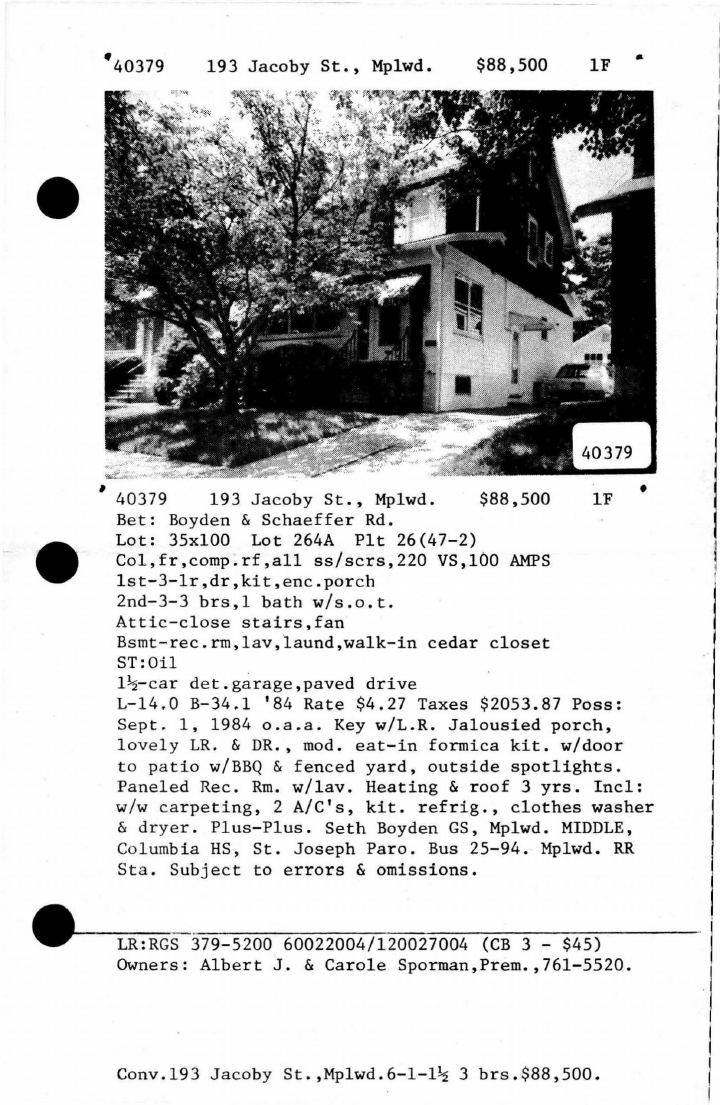 40379 193 Jacoby St., Mplwd. $88,500 1F
40379
40379 193 Jacoby St., Mplwd. $88,500 1F
Bet: Boyden & Schaeffer Rd.
Lot: 35x100 Lot 264A Plt 26(47-2)
Col,fr,comp.rf,all ss/scrs,220 VS,100 AMPS
1st-3-lr,dr,kit,enc.porch
2nd-3-3 brs,1 bath w/s.o.t.
Attic-close stairs,fan
Bsmt-rec.rm,lav,laund,walk-in cedar closet
ST:Oil
1½-car det.garage,paved drive
L-14.0 B-34.1 '84 Rate $4.27 Taxes $2053.87 Poss:
Sept. 1, 1984 o.a.a. Key w/L.R. Jalousied porch,
lovely LR. & DR., mod. eat-in formica kit. w/door
to patio w/BBQ & fenced yard, outside spotlights.
Paneled Rec. Rm. w/lav. Heating & roof 3 yrs. Incl:
w/w carpeting, 2 A/C's, kit. refrig., clothes washer
& dryer. Plus-Plus. Seth Boyden GS, Mplwd. MIDDLE,
Columbia HS, St. Joseph Paro. Bus 25-94. Mplwd. RR
Sta. Subject to errors & omissions.
LR:RGS 379-5200 60022004/120027004 (CB 3 - $45)
Owners: Albert J. & Carole Sporman,Prem.,761-5520.
Conv.193 Jacoby St.,Mplwd.6-1-1½ 3 brs.$88,500.